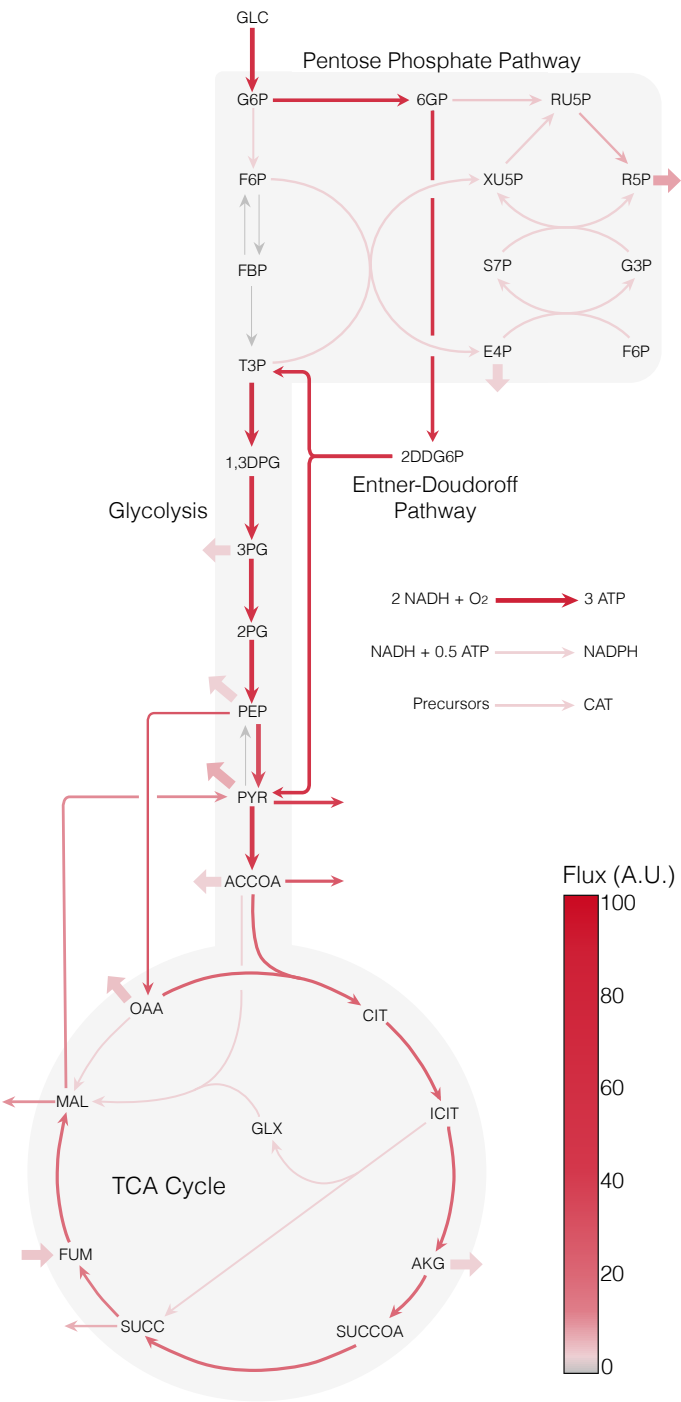 GLC
Pentose Phosphate Pathway
G6P
6GP
RU5P
F6P
XU5P
R5P
FBP
S7P
G3P
T3P
E4P
F6P
1,3DPG
2DDG6P
Entner-Doudoroff
Pathway
Glycolysis
3PG
2 NADH + O2
3 ATP
2PG
NADH + 0.5 ATP
NADPH
PEP
Precursors
CAT
PYR
ACCOA
Flux (A.U.)
100
80
60
40
20
0
OAA
CIT
MAL
ICIT
GLX
TCA Cycle
FUM
AKG
SUCC
SUCCOA